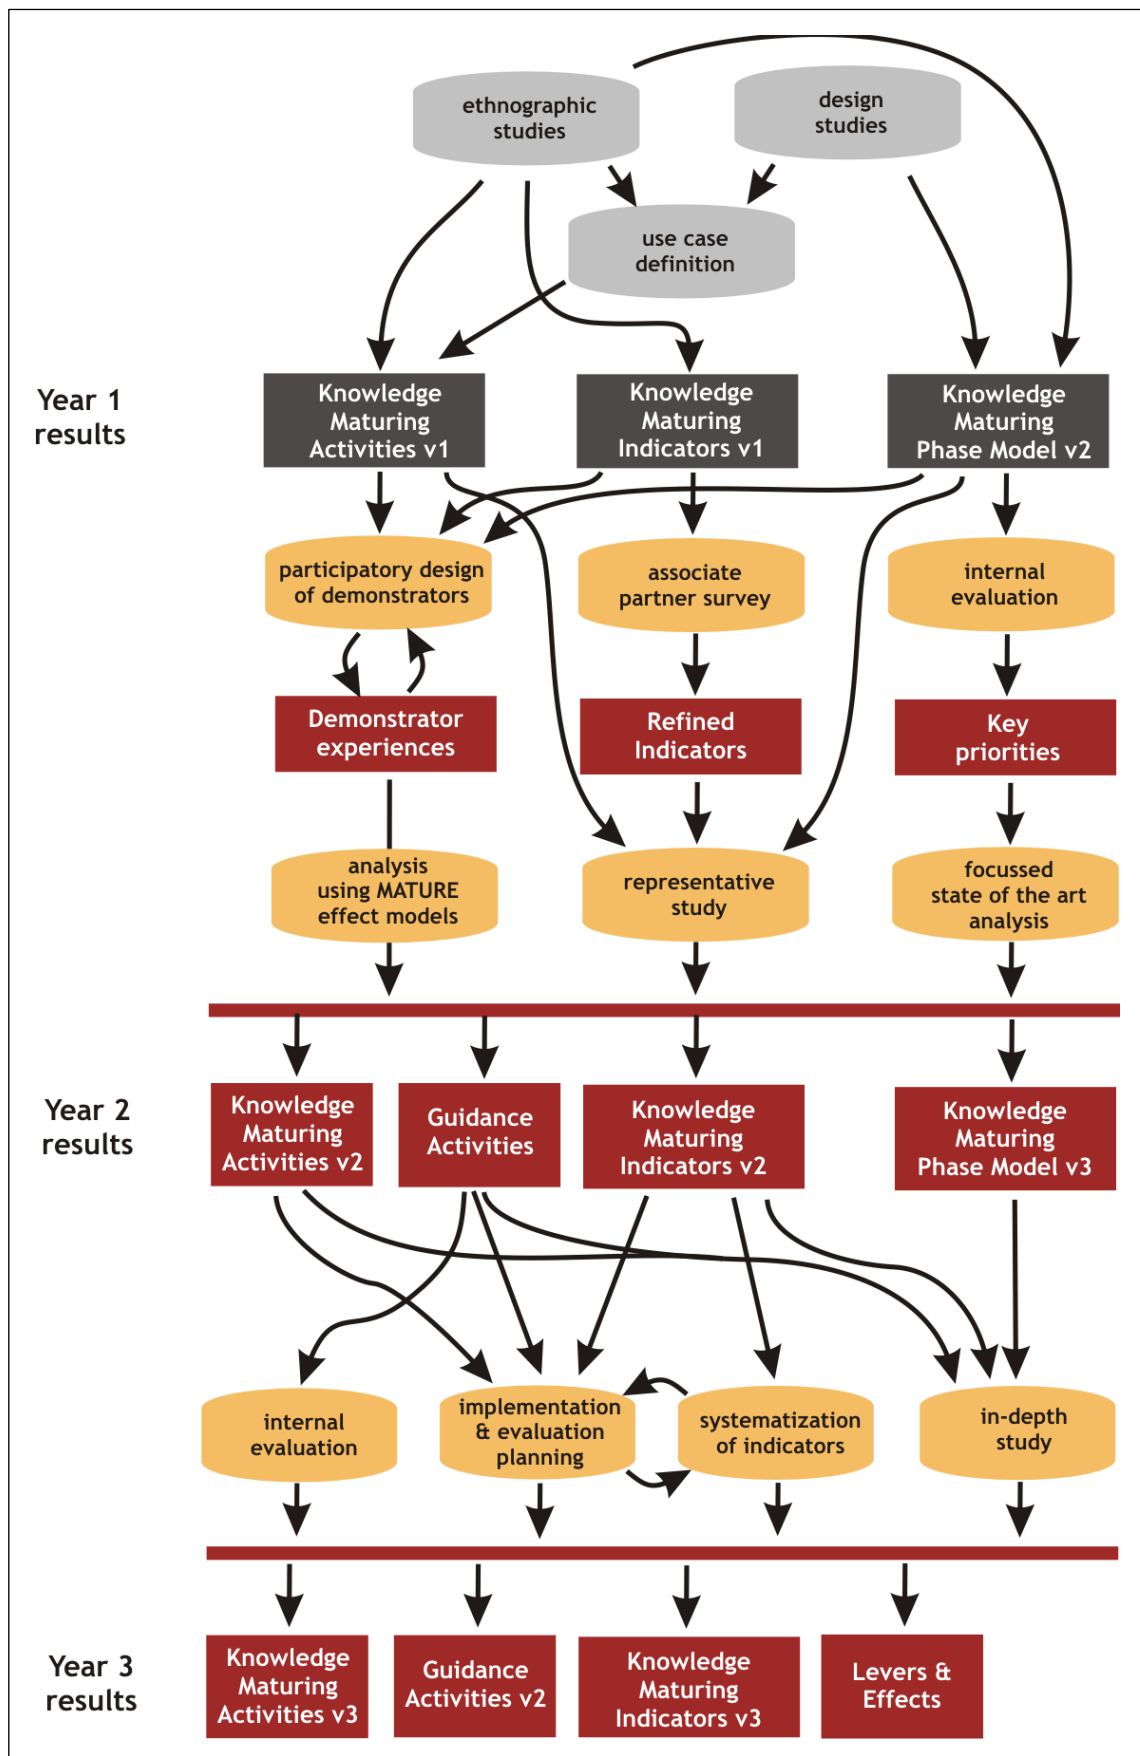 ethnographic
studies
design
studies
use case
definition
Year 1
results
Knowledge
Maturing
Activities v1
Knowledge
Maturing
Indicators v1
Knowledge
Maturing
Phase Model v2
participatory design
of demonstrators
associate
partner survey
internal
evaluation
Demonstrator
experiences
Refined
Indicators
Key
priorities
analysis
using MATURE
effect models
representative
study
focussed
state of the art
analysis
Year 2
results
Knowledge
Maturing
Activities v2
Guidance
Activities
Knowledge
Maturing
Indicators v2
Knowledge
Maturing
Phase Model v3
internal
evaluation
implementation
& evaluation
planning
systematization
of indicators
in-depth
study
Year 3
results
Knowledge
Maturing
Activities v3
Guidance
Activities v2
Knowledge
Maturing
Indicators v3
Levers &
Effects